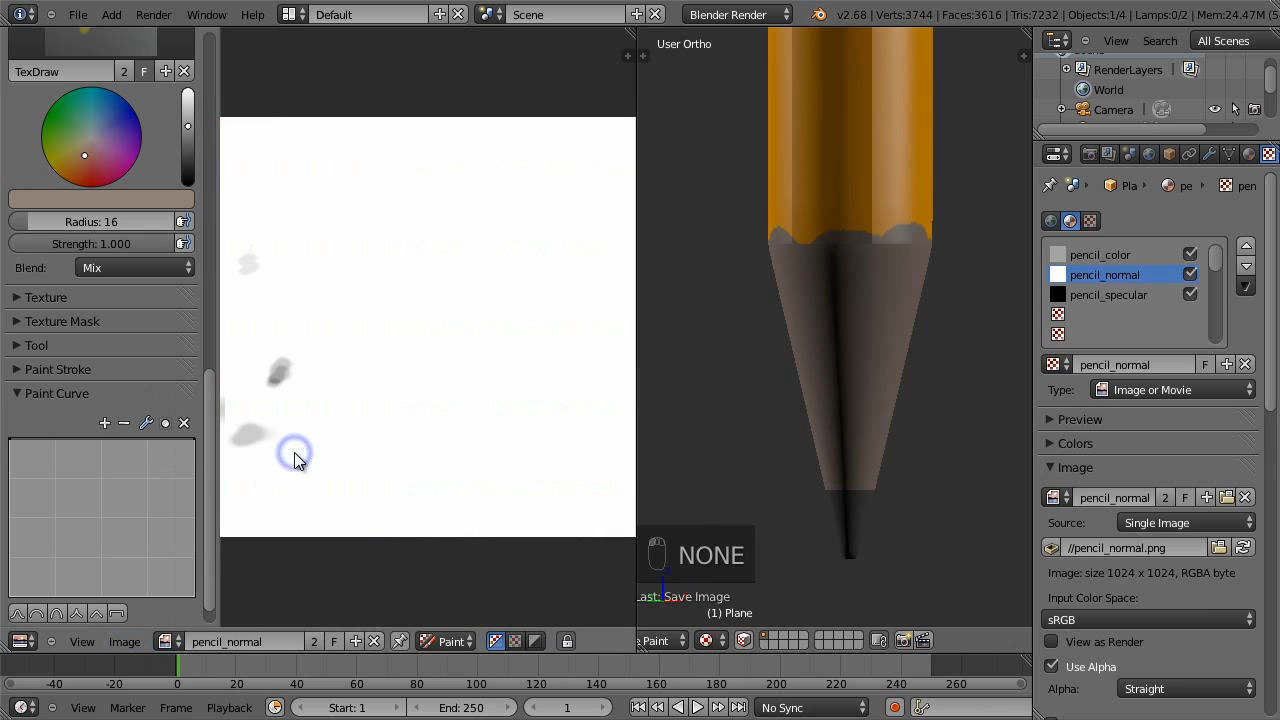 File Add Render Window Help Default Scene Blender Render v2.68 | Verts:3744 | Faces:3616 | Tris:7232 | Objects:1/4 | Lamps:0/2 | Mem:24.47M (5
User Ortho
View Search All Scenes
RenderLayers
World
Camera
TexDraw 2 F
Radius: 16
Strength: 1.000
Blend: Mix
Texture
Texture Mask
Tool
Paint Stroke
Paint Curve
Pla pe pen
pencil_color
pencil_normal
pencil_specular
pencil_normal F
Type: Image or Movie
Preview
Colors
Image
pencil_normal 2 F
Source: Single Image
//pencil_normal.png
Image: size 1024 x 1024, RGBA byte
Input Color Space:
sRGB
View as Render
Use Alpha
Alpha: Straight
NONE
ast: Save Image
(1) Plane
View Image pencil_normal 2 F Paint
e Paint
-40 -20 0 20 40 60 80 100 120 140 160 180 200 220 240 260
View Marker Frame Playback Start: 1 End: 250 1 No Sync